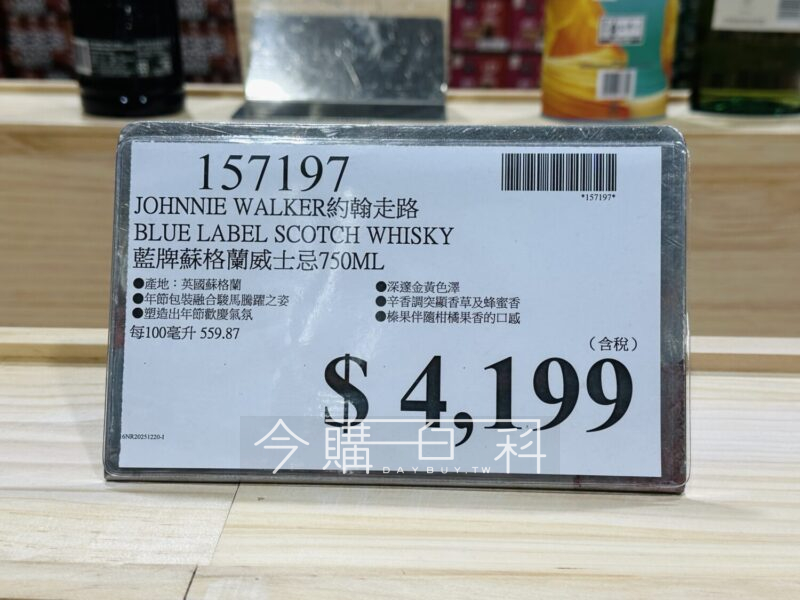 157197
*157197*
JOHNNIE WALKER約翰走路
BLUE LABEL SCOTCH WHISKY
藍牌蘇格蘭威士忌750ML
●產地：英國蘇格蘭
●年節包裝融合駿馬騰躍之姿
●塑造出年節歡慶氣氛
●深邃金黃色澤
●辛香調突顯香草及蜂蜜香
●榛果伴隨柑橘果香的口感
每100毫升 559.87
（含稅）
$ 4,199
16NR20251220-1
今購百科
DAYBUY.TW